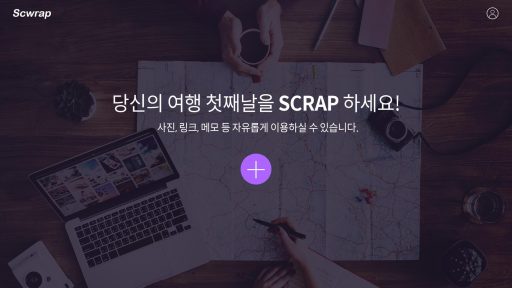 Scwrap
당신의 여행 첫째날을 SCRAP 하세요!
사진, 링크, 메모 등 자유롭게 이용하실 수 있습니다.